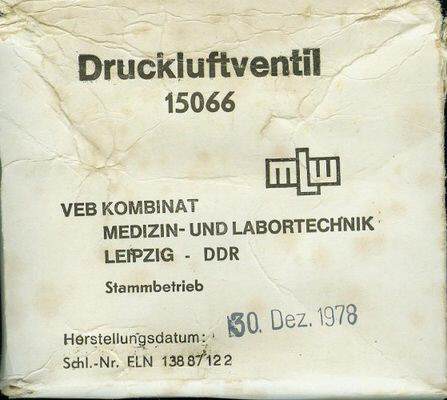 Druckluftventil
15066
mlw
VEB KOMBINAT
MEDIZIN- UND LABORTECHNIK
LEIPZIG - DDR
Stammbetrieb
Herstellungsdatum: 30. Dez. 1978
Schl.-Nr. ELN 138 87 12 2